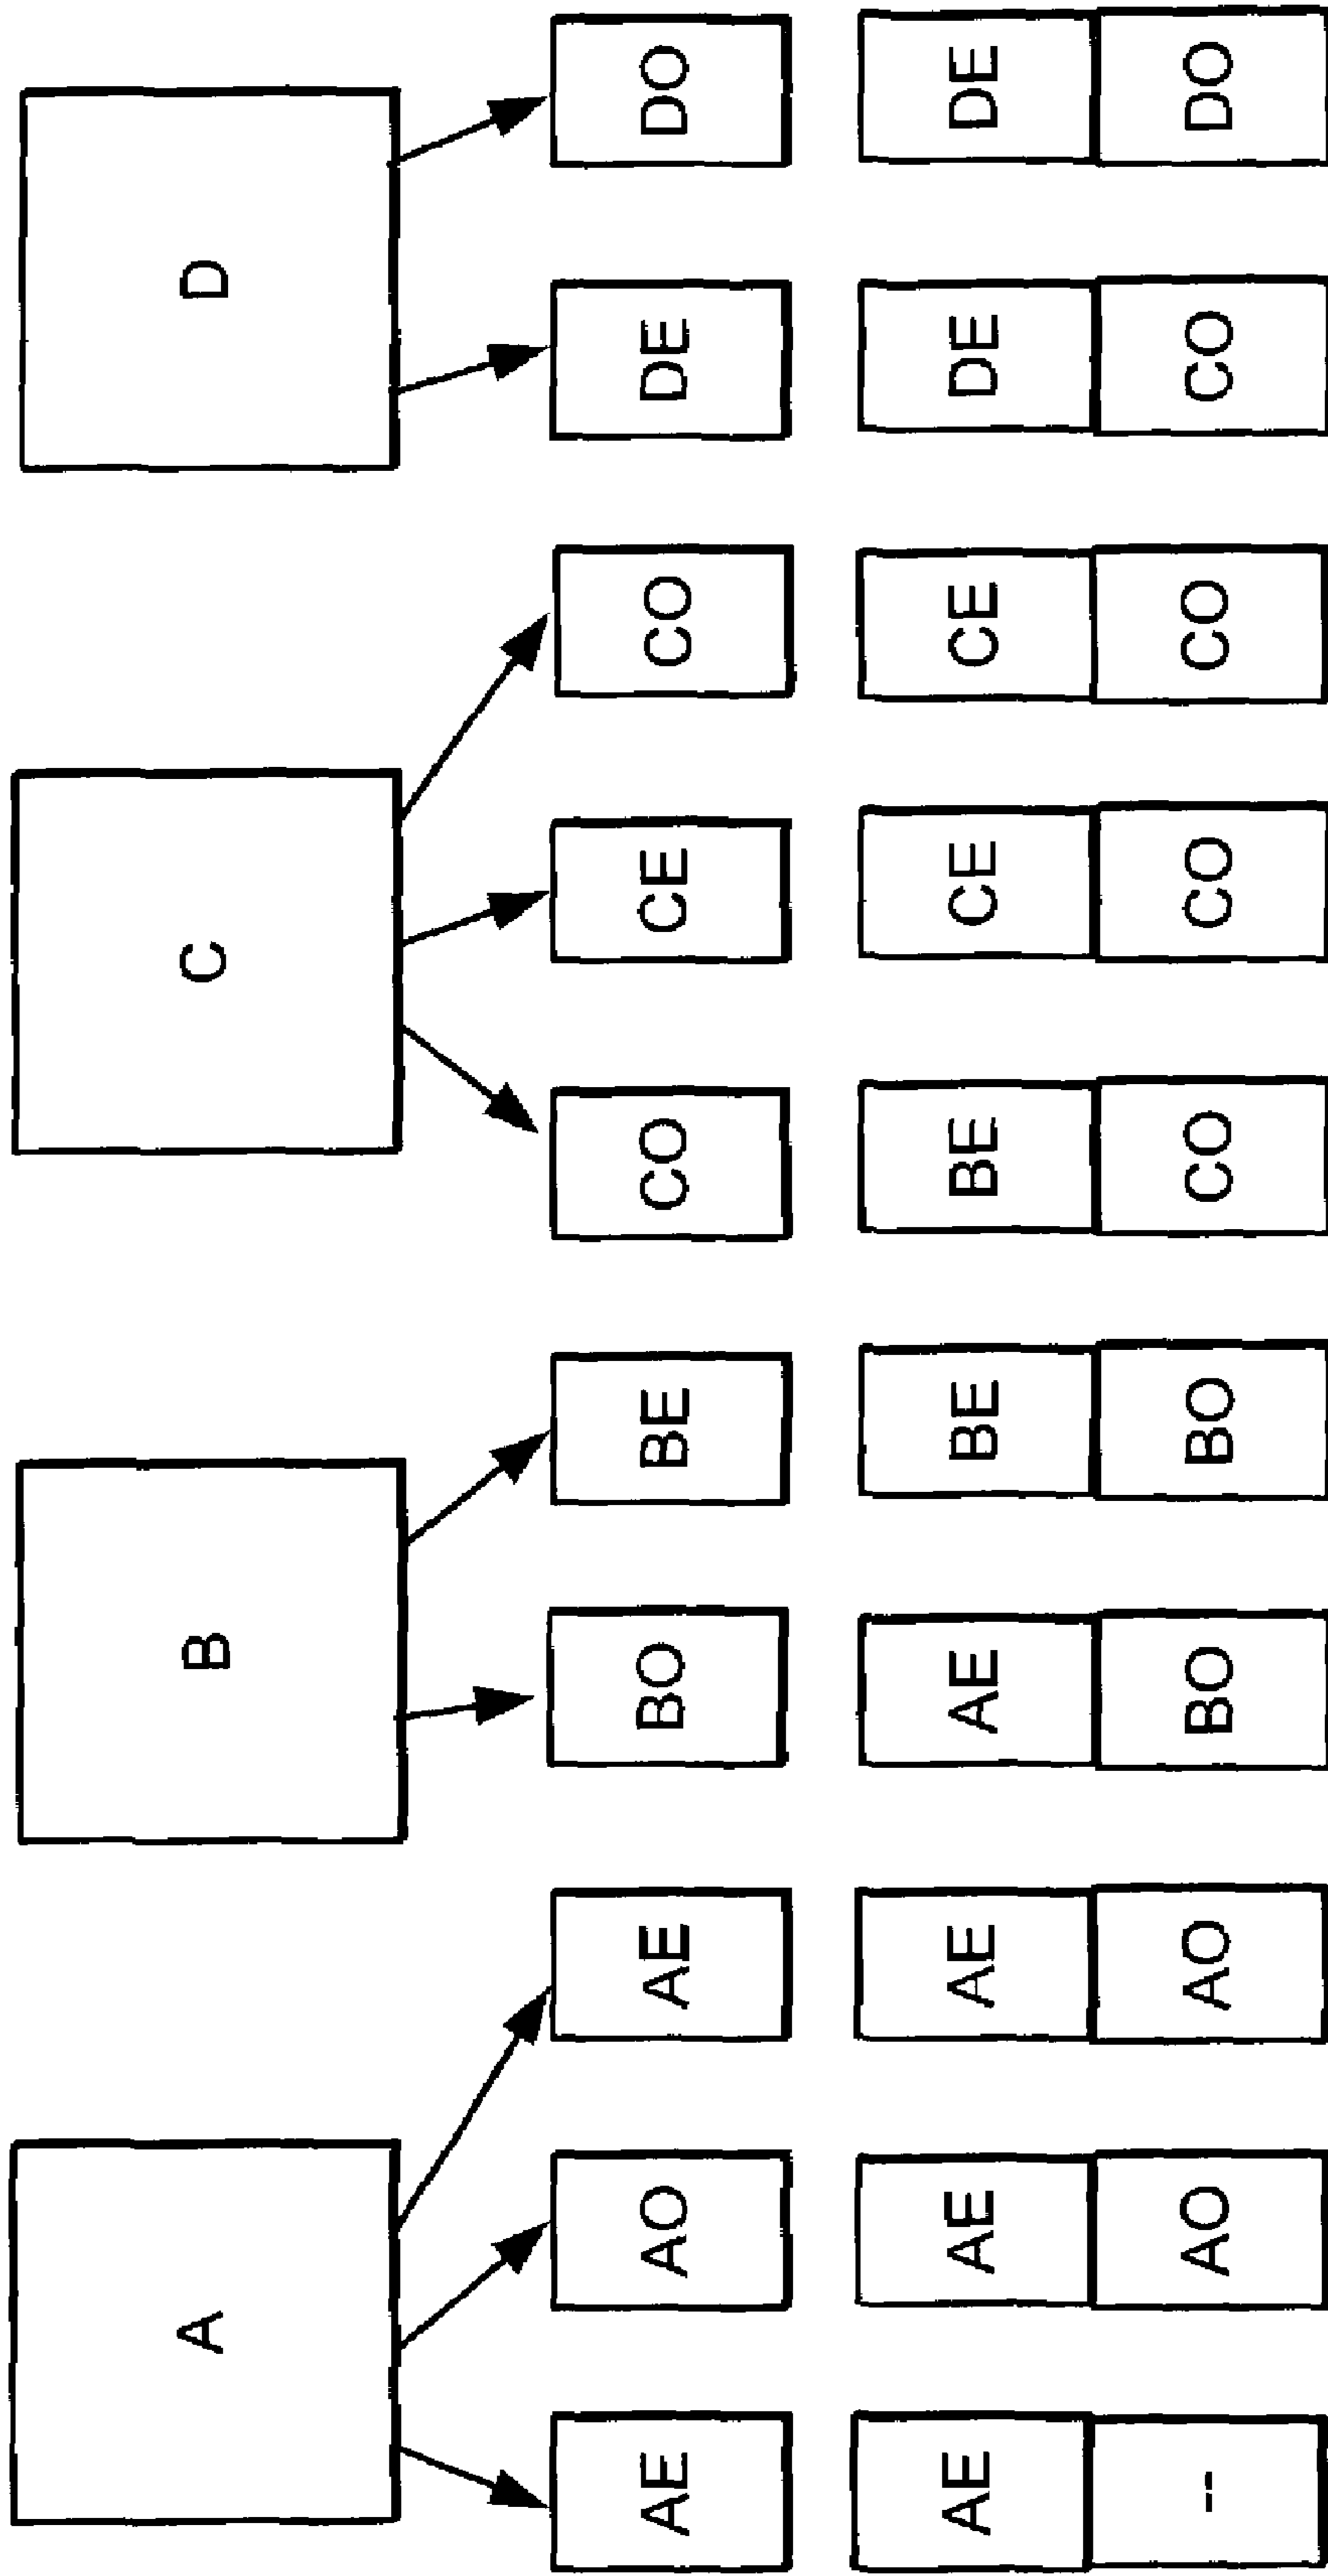 A B C D
AE AO AE BO BE CO CE CO DE DO
AE AE AE AE BE BE CE CE DE DE
-- AO AO BO BO CO CO CO CO DO